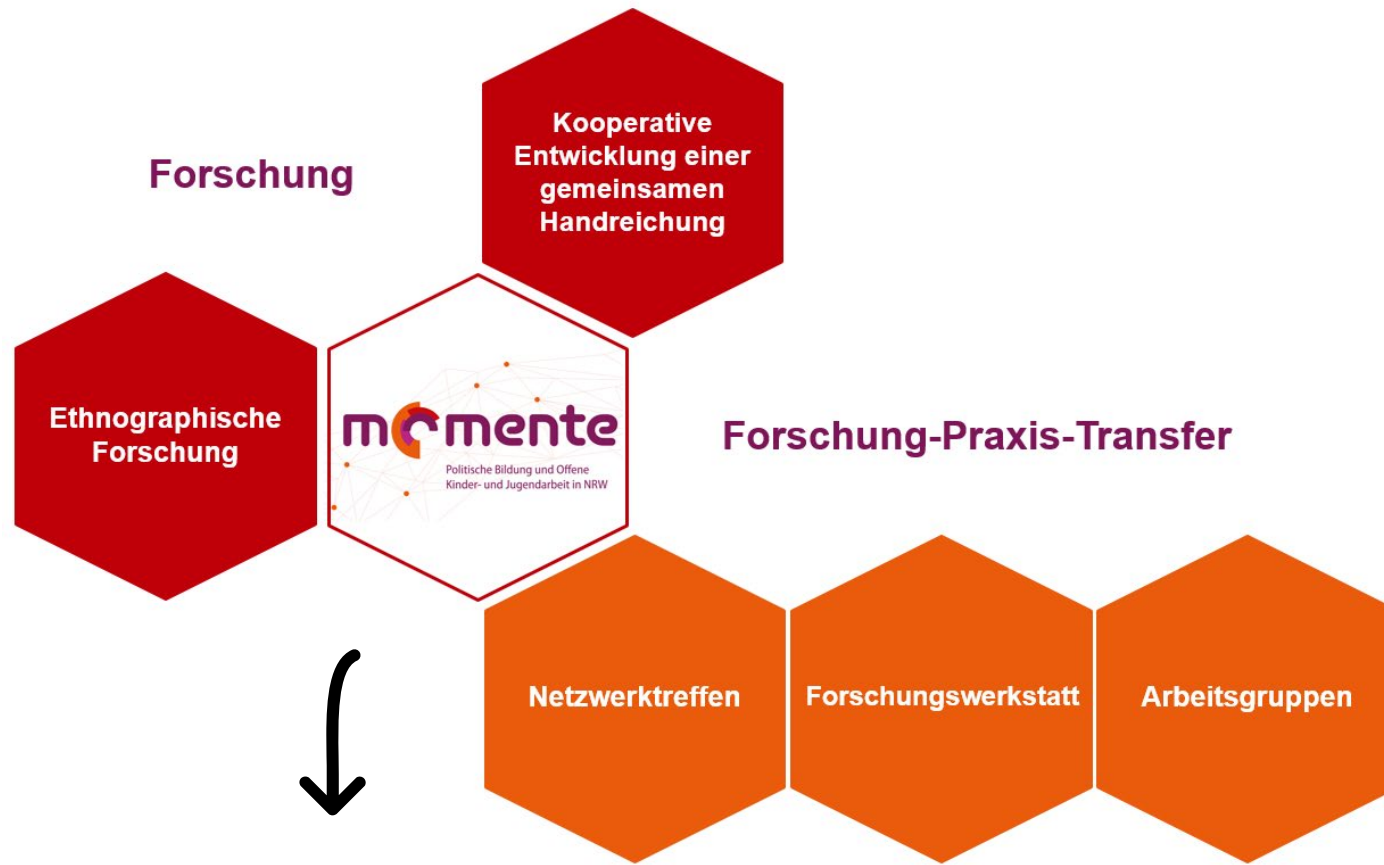 Kooperative
Entwicklung einer
gemeinsamen
Handreichung
Forschung
Ethnographische
Forschung
momente
Politische Bildung und Offene
Kinder- und Jugendarbeit in NRW
Forschung-Praxis-Transfer
Netzwerktreffen
Forschungswerkstatt
Arbeitsgruppen